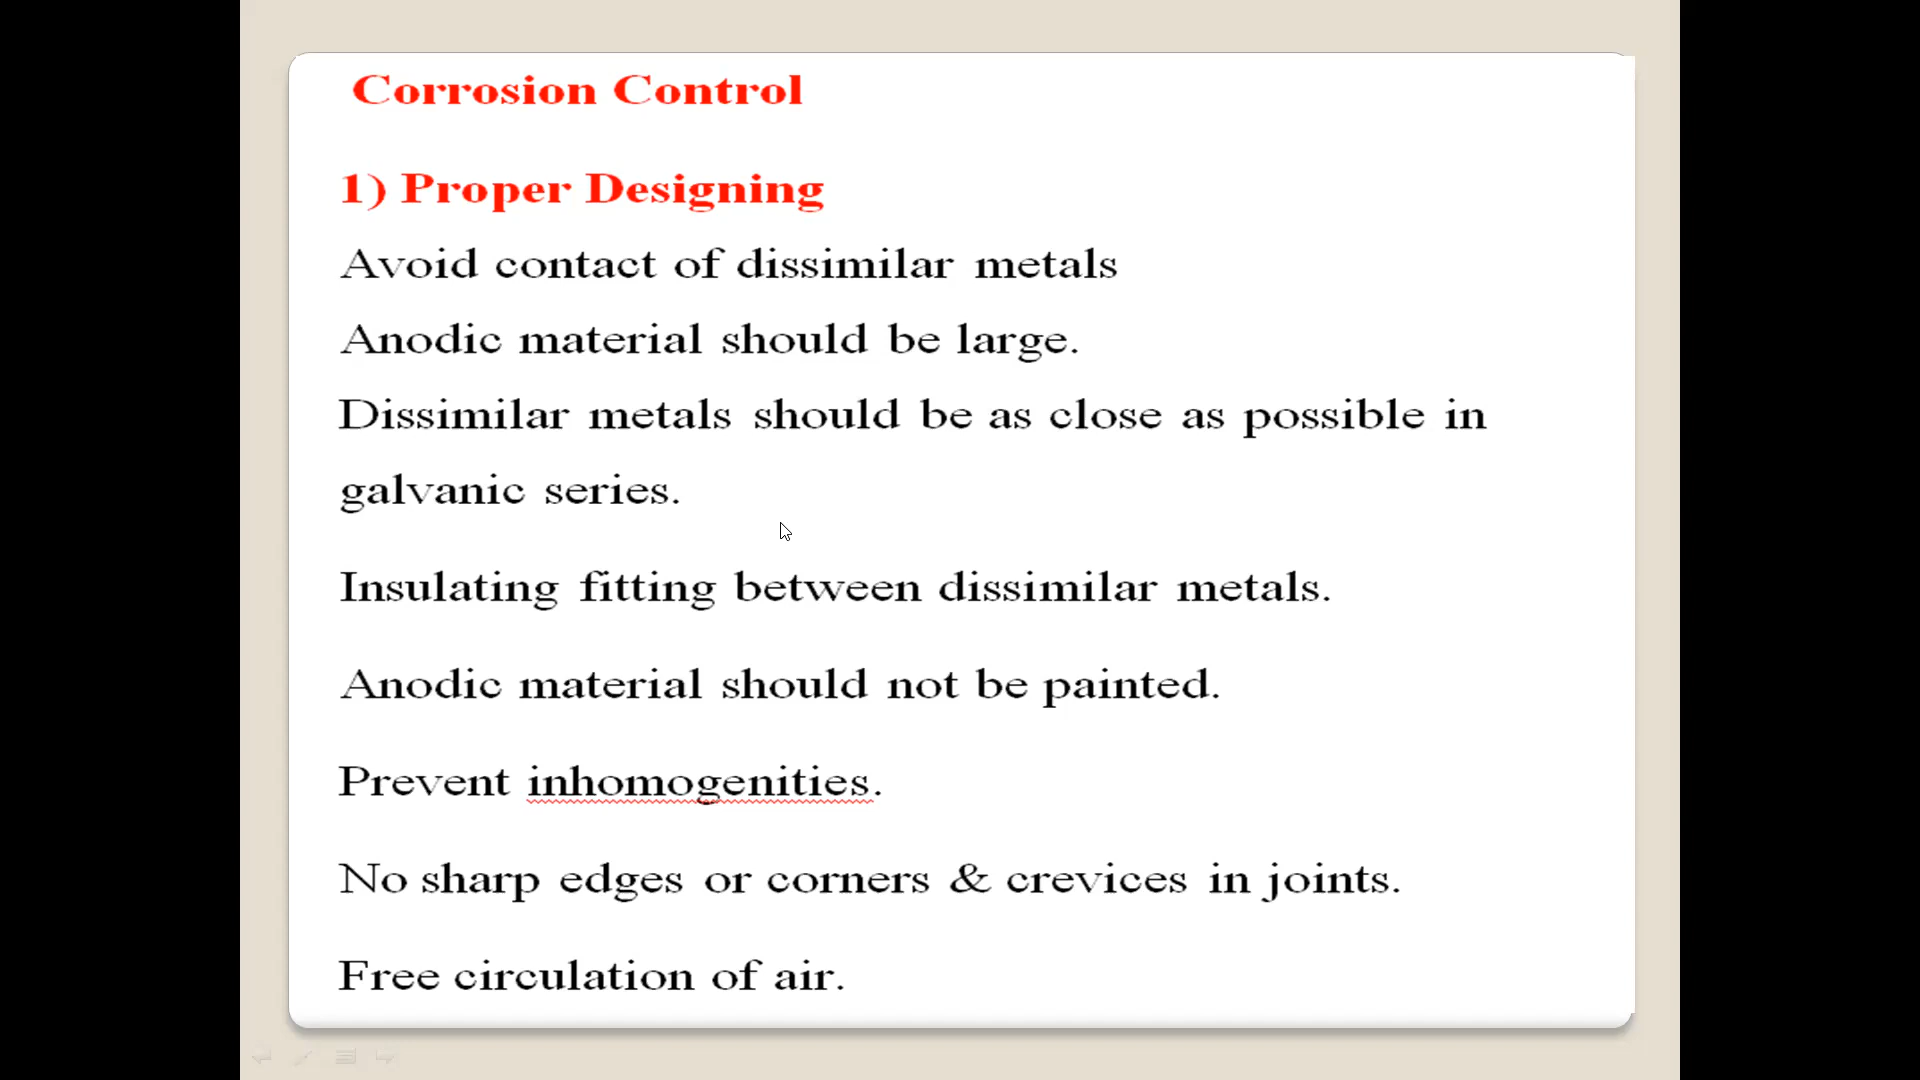 Corrosion Control
1) Proper Designing
Avoid contact of dissimilar metals
Anodic material should be large.
Dissimilar metals should be as close as possible in
galvanic series.
Insulating fitting between dissimilar metals.
Anodic material should not be painted.
Prevent inhomogenities.
No sharp edges or corners & crevices in joints.
Free circulation of air.